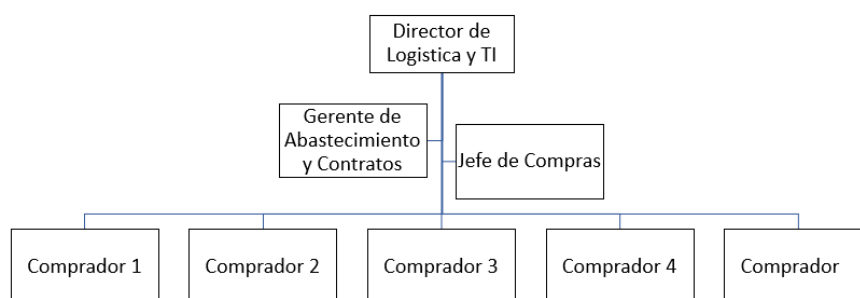 Director de
Logistica y TI
Gerente de
Abastecimiento
y Contratos
Jefe de Compras
Comprador 1
Comprador 2
Comprador 3
Comprador 4
Comprador